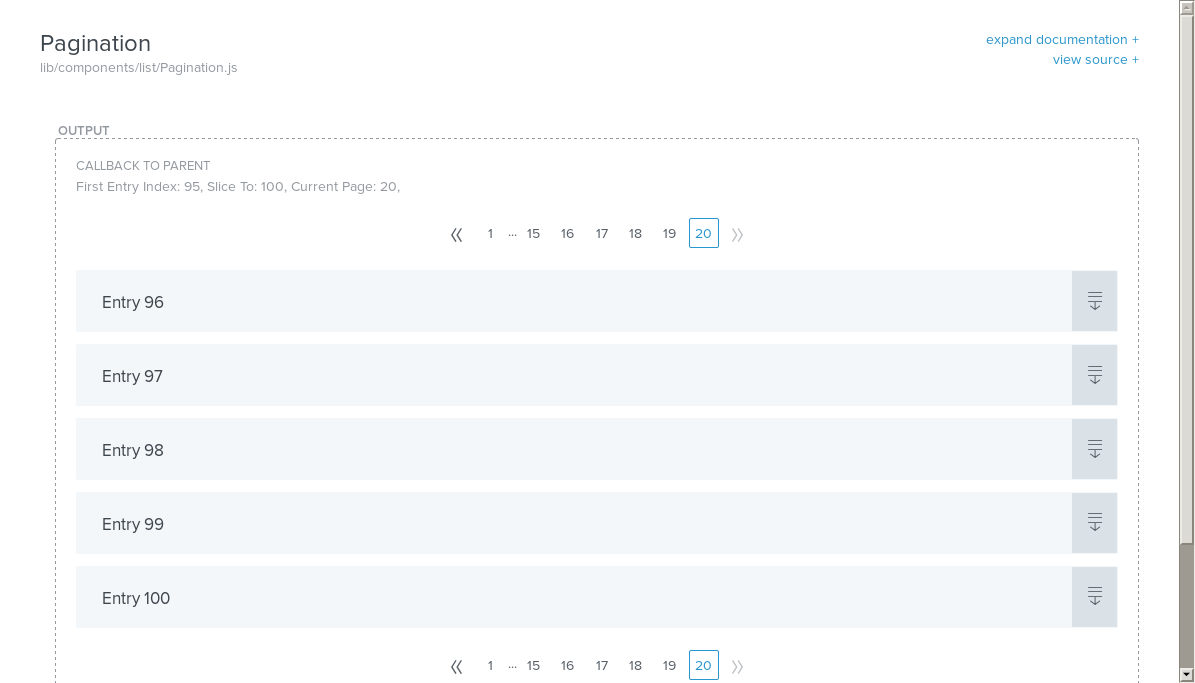 Pagination
expand documentation +
lib/components/list/Pagination.js
view source +
OUTPUT
CALLBACK TO PARENT
First Entry Index: 95, Slice To: 100, Current Page: 20,
1 ... 15 16 17 18 19 20
Entry 96
Entry 97
Entry 98
Entry 99
Entry 100
1 ... 15 16 17 18 19 20